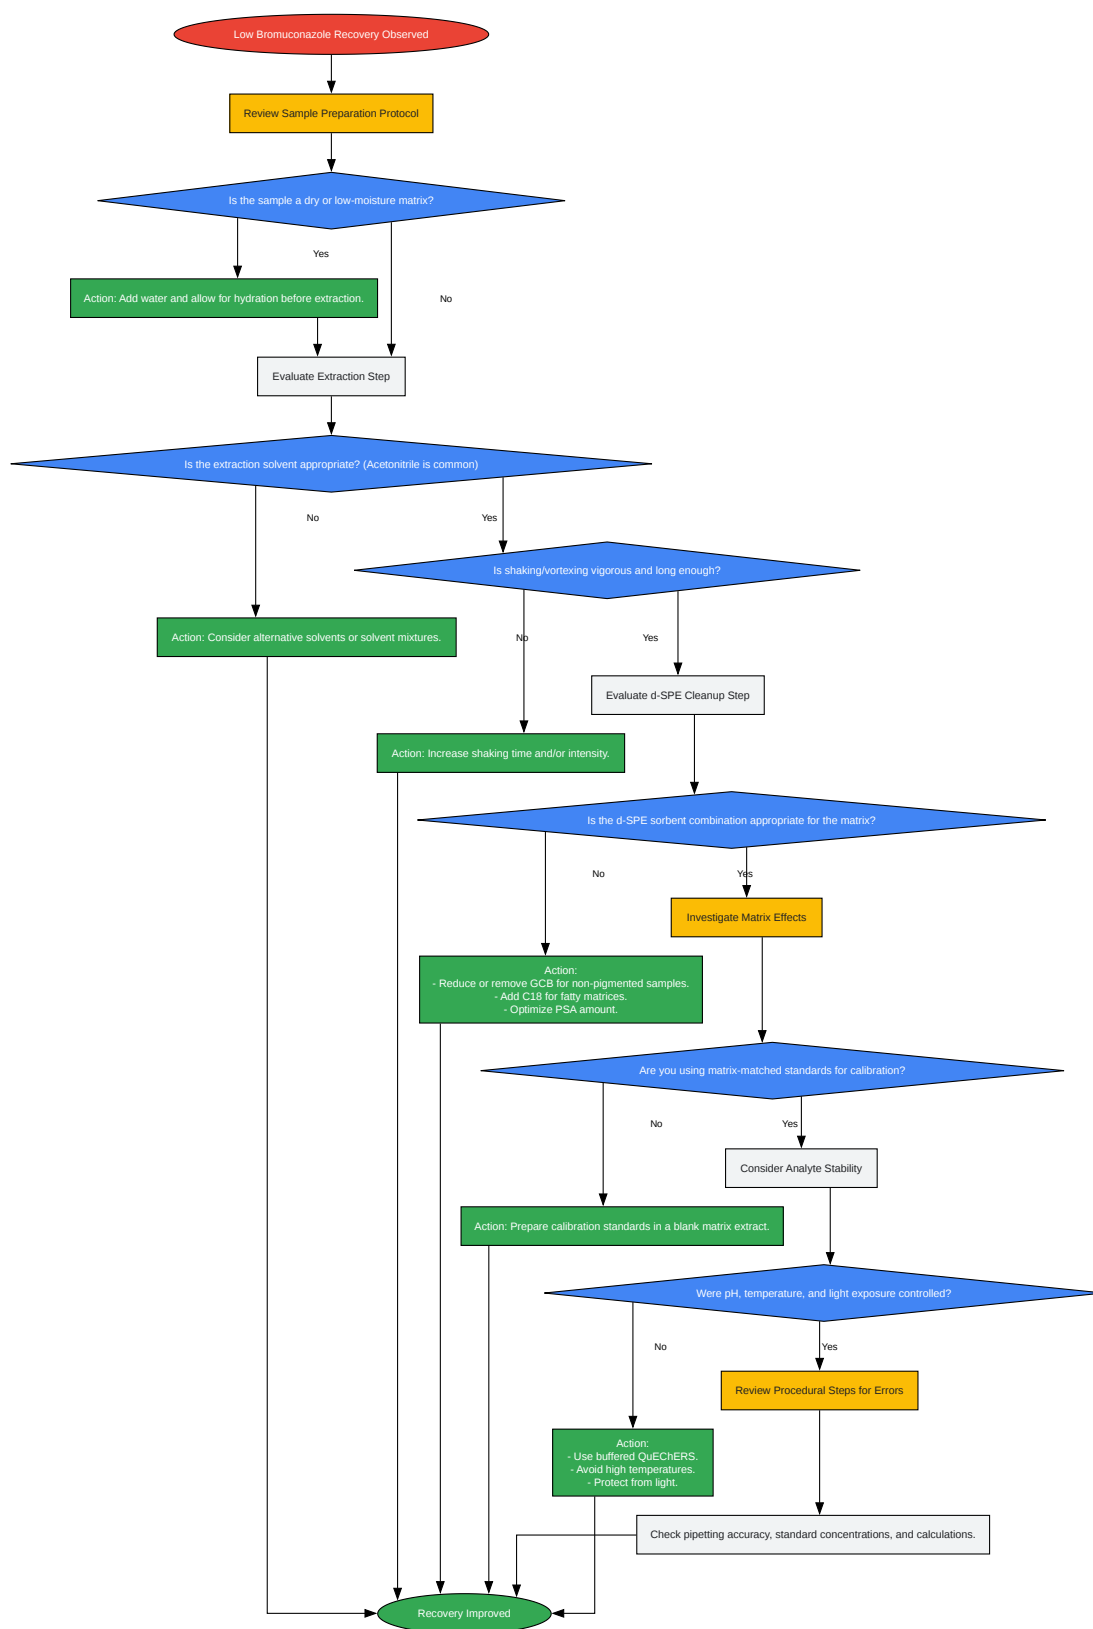 Low Bromuconazole Recovery Observed
Review Sample Preparation Protocol
Is the sample a dry or low-moisture matrix?
Yes
Action: Add water and allow for hydration before extraction.
No
Evaluate Extraction Step
Is the extraction solvent appropriate? (Acetonitrile is common)
No
Yes
Is shaking/vortexing vigorous and long enough?
Action: Consider alternative solvents or solvent mixtures.
No
Yes
Evaluate d-SPE Cleanup Step
Action: Increase shaking time and/or intensity.
Is the d-SPE sorbent combination appropriate for the matrix?
No
Yes
Investigate Matrix Effects
Action:
- Reduce or remove GCB for non-pigmented samples.
- Add C18 for fatty matrices.
- Optimize PSA amount.
Are you using matrix-matched standards for calibration?
No
Yes
Consider Analyte Stability
Action: Prepare calibration standards in a blank matrix extract.
Were pH, temperature, and light exposure controlled?
No
Yes
Review Procedural Steps for Errors
Action:
- Use buffered QuEChERS.
- Avoid high temperatures.
- Protect from light.
Check pipetting accuracy, standard concentrations, and calculations.
Recovery Improved